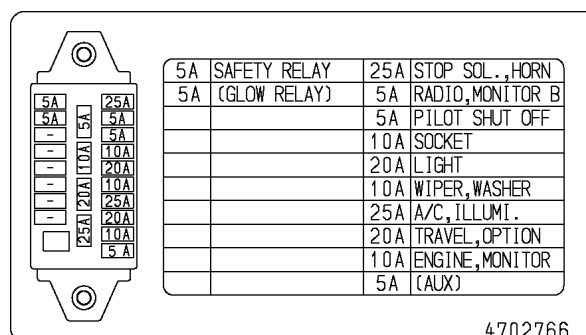 5A SAFETY RELAY 25A STOP SOL.,HORN
5A (GLOW RELAY) 5A RADIO,MONITOR B
5A PILOT SHUT OFF
10A SOCKET
20A LIGHT
10A WIPER,WASHER
25A A/C,ILLUMI.
20A TRAVEL,OPTION
10A ENGINE,MONITOR
5A (AUX)
5A 25A
5A 5A
- 5A
- 10A
- 20A
- 10A
- 25A
- 20A
10A
5A
5A
10A
20A
25A
4702766